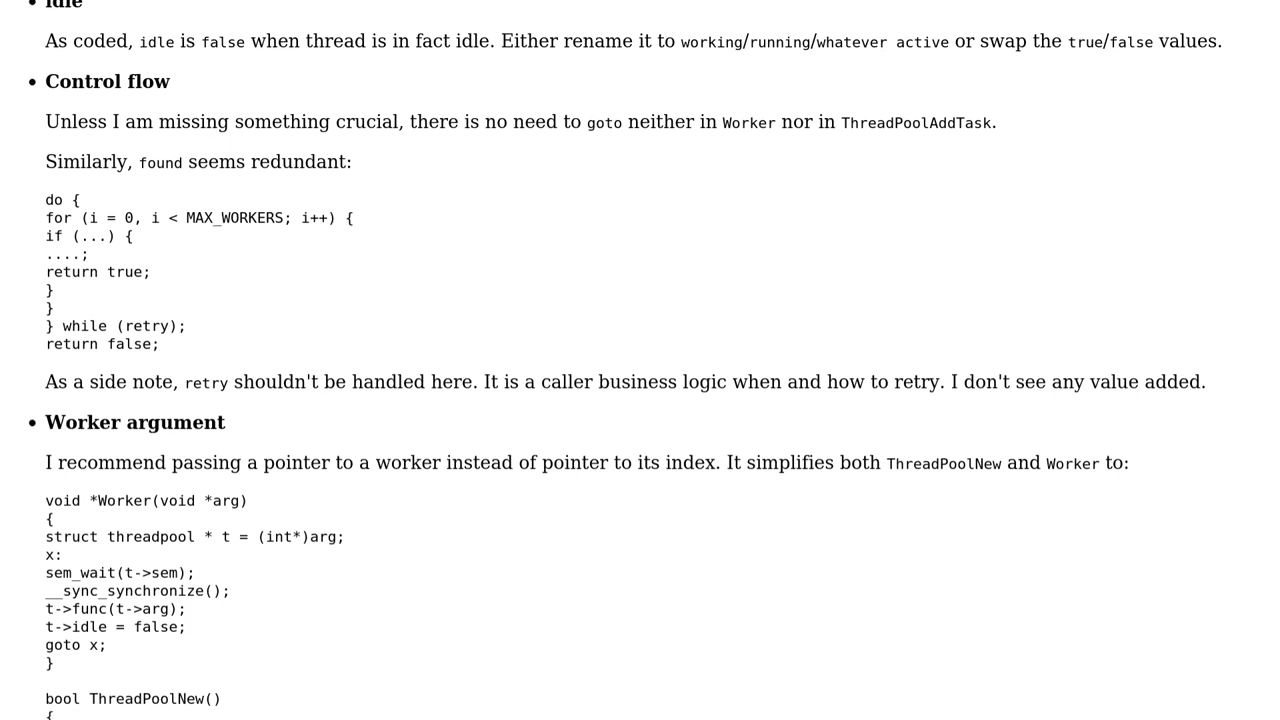 • Idle
As coded, idle is false when thread is in fact idle. Either rename it to working/running/whatever active or swap the true/false values.
• Control flow
Unless I am missing something crucial, there is no need to goto neither in Worker nor in ThreadPoolAddTask.
Similarly, found seems redundant:
do {
for (i = 0, i < MAX_WORKERS; i++) {
if (...) {
....;
return true;
}
}
} while (retry);
return false;
As a side note, retry shouldn't be handled here. It is a caller business logic when and how to retry. I don't see any value added.
• Worker argument
I recommend passing a pointer to a worker instead of pointer to its index. It simplifies both ThreadPoolNew and Worker to:
void *Worker(void *arg)
{
struct threadpool * t = (int*)arg;
x:
sem_wait(t->sem);
__sync_synchronize();
t->func(t->arg);
t->idle = false;
goto x;
}
bool ThreadPoolNew()
{